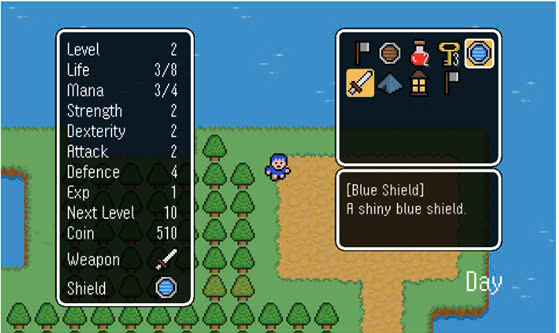 Level 2
Life 3/8
Mana 3/4
Strength 2
Dexterity 2
Attack 2
Defence 4
Exp 1
Next Level 10
Coin 510
Weapon
Shield
2
3
[Blue Shield]
A shiny blue shield.
Day